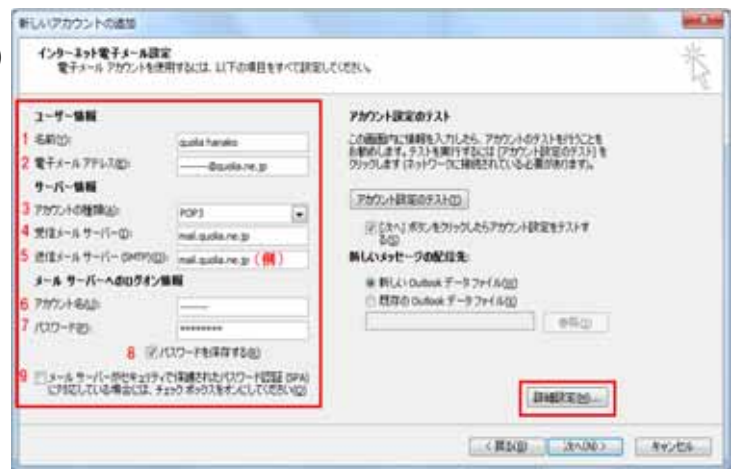 新しいアカウントの追加
インターネット電子メール設定
電子メール アカウントを使用するには、以下の項目をすべて設定してください。
ユーザー情報
1 名前(Y): qualia hanako
2 電子メール アドレス(E): ------@qualia.ne.jp
サーバー情報
3 アカウントの種類(A): POP3
4 受信メール サーバー(I): mail.qualia.ne.jp
5 送信メール サーバー (SMTP)(O): mail.qualia.ne.jp (例)
メール サーバーへのログオン情報
6 アカウント名(U): ------
7 パスワード(P): ********
8 パスワードを保存する(R)
9 メール サーバーがセキュリティで保護されたパスワード認証 (SPA)
に対応している場合には、チェック ボックスをオンにしてください(Q)
アカウント設定のテスト
この画面内に情報を入力したら、アカウントのテストを行うことを
お勧めします。テストを実行するには [アカウント設定のテスト] を
クリックします (ネットワークに接続されている必要があります)。
アカウント設定のテスト(T)
[次へ] ボタンをクリックしたらアカウント設定をテストす
る(S)
新しいメッセージの配信先:
新しい Outlook データ ファイル(W)
既存の Outlook データ ファイル(X)
参照(S)
詳細設定(M)...
< 戻る(B)
次へ(N) >
キャンセル